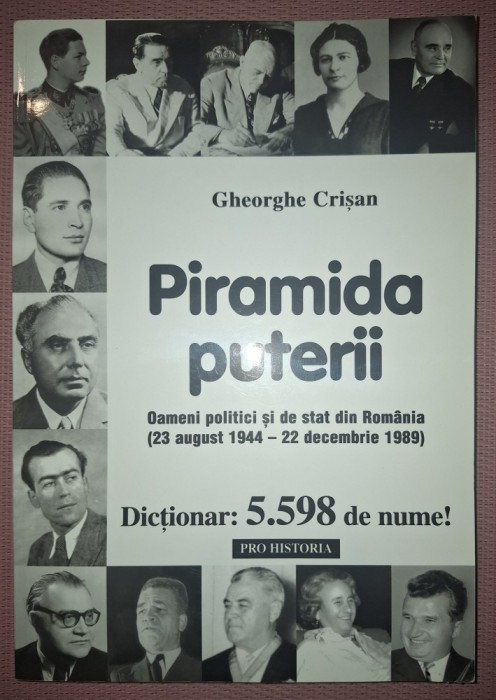 Gheorghe Crișan
Piramida
puterii
Oameni politici și de stat din România
(23 august 1944 – 22 decembrie 1989)
Dicționar: 5.598 de nume!
PRO HISTORIA